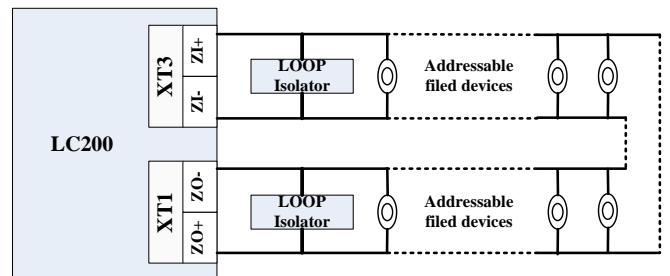 LC200
XT3
ZI+
ZI-
LOOP
Isolator
Addressable
filed devices
XT1
ZO-
ZO+
LOOP
Isolator
Addressable
filed devices